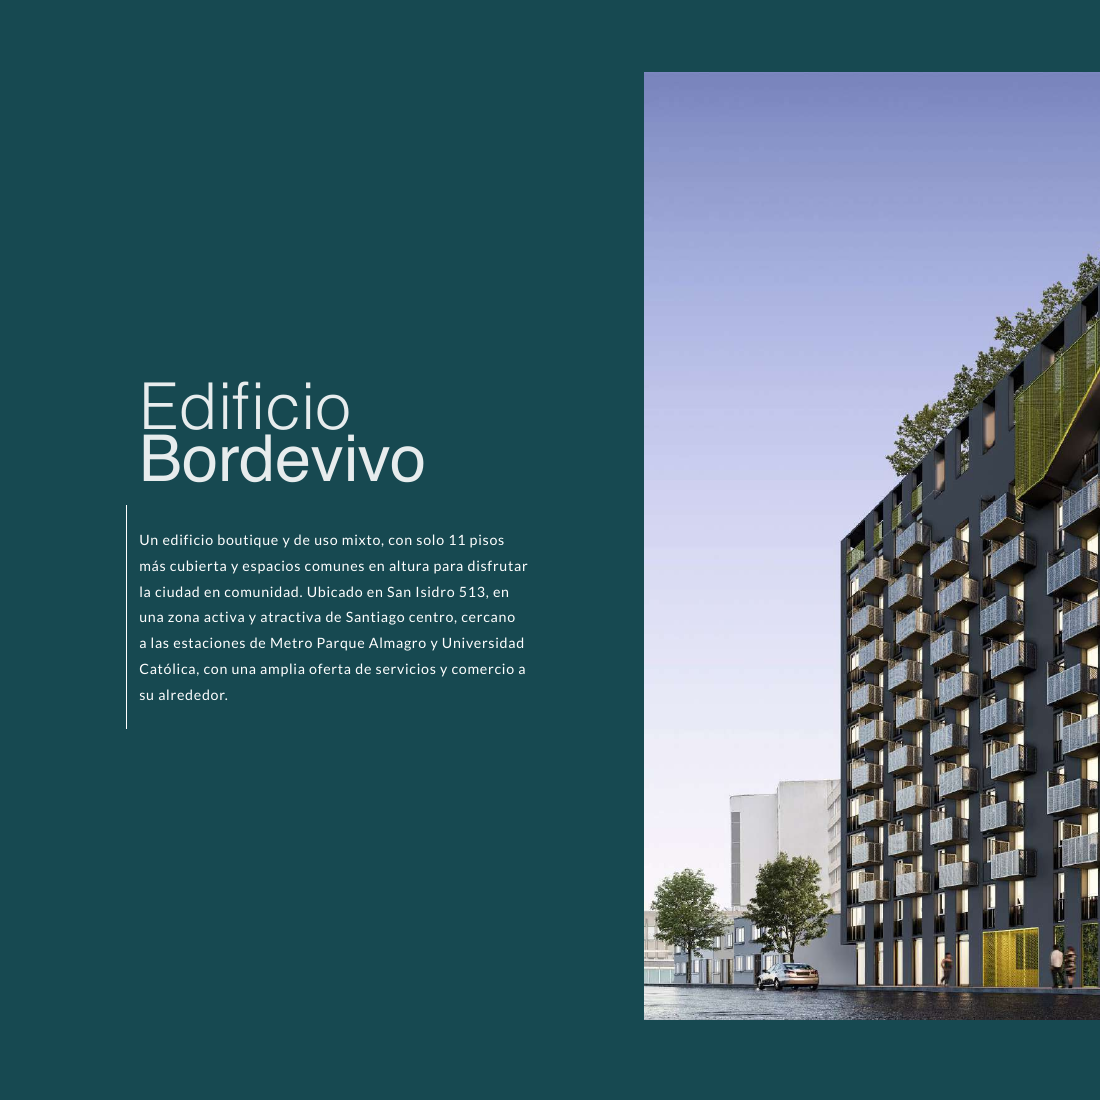 Edificio
Bordevivo
Un edificio boutique y de uso mixto, con solo 11 pisos
más cubierta y espacios comunes en altura para disfrutar
la ciudad en comunidad. Ubicado en San Isidro 513, en
una zona activa y atractiva de Santiago centro, cercano
a las estaciones de Metro Parque Almagro y Universidad
Católica, con una amplia oferta de servicios y comercio a
su alrededor.